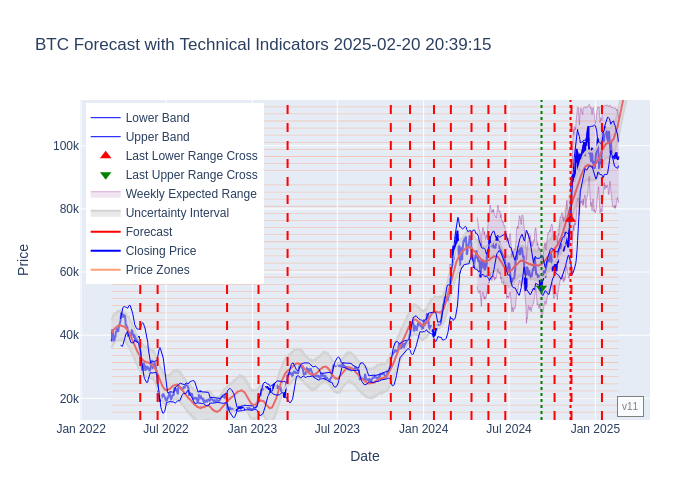 BTC Forecast with Technical Indicators 2025-02-20 20:39:15
Lower Band
Upper Band
Last Lower Range Cross
Last Upper Range Cross
Weekly Expected Range
Uncertainty Interval
Forecast
Closing Price
Price Zones
100k
80k
60k
40k
20k
Price
Jan 2022
Jul 2022
Jan 2023
Jul 2023
Jan 2024
Jul 2024
Jan 2025
Date
v11